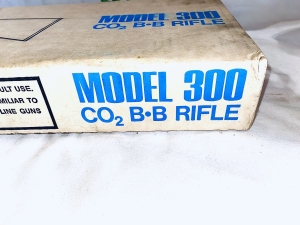 ULT USE.
MILIAR TO
LINE GUNS
MODEL 300
CO₂ B•B RIFLE